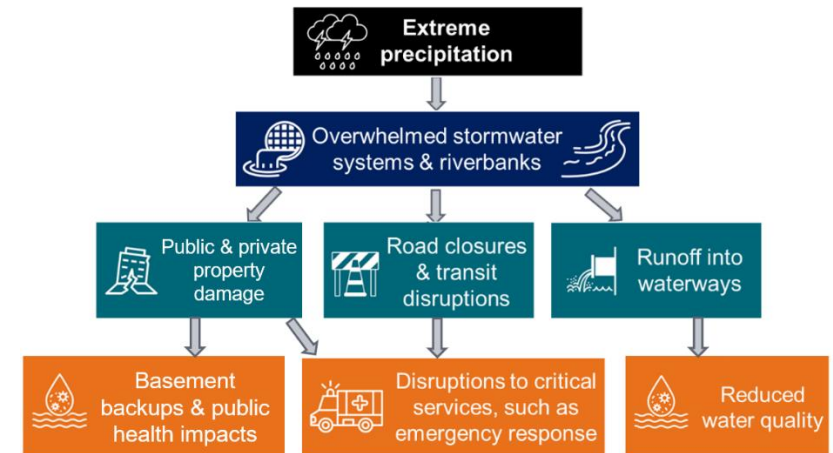 Extreme
precipitation
Overwhelmed stormwater
systems & riverbanks
Public & private
property
damage
Road closures
& transit
disruptions
Runoff into
waterways
Basement
backups & public
health impacts
Disruptions to critical
services, such as
emergency response
Reduced
water quality